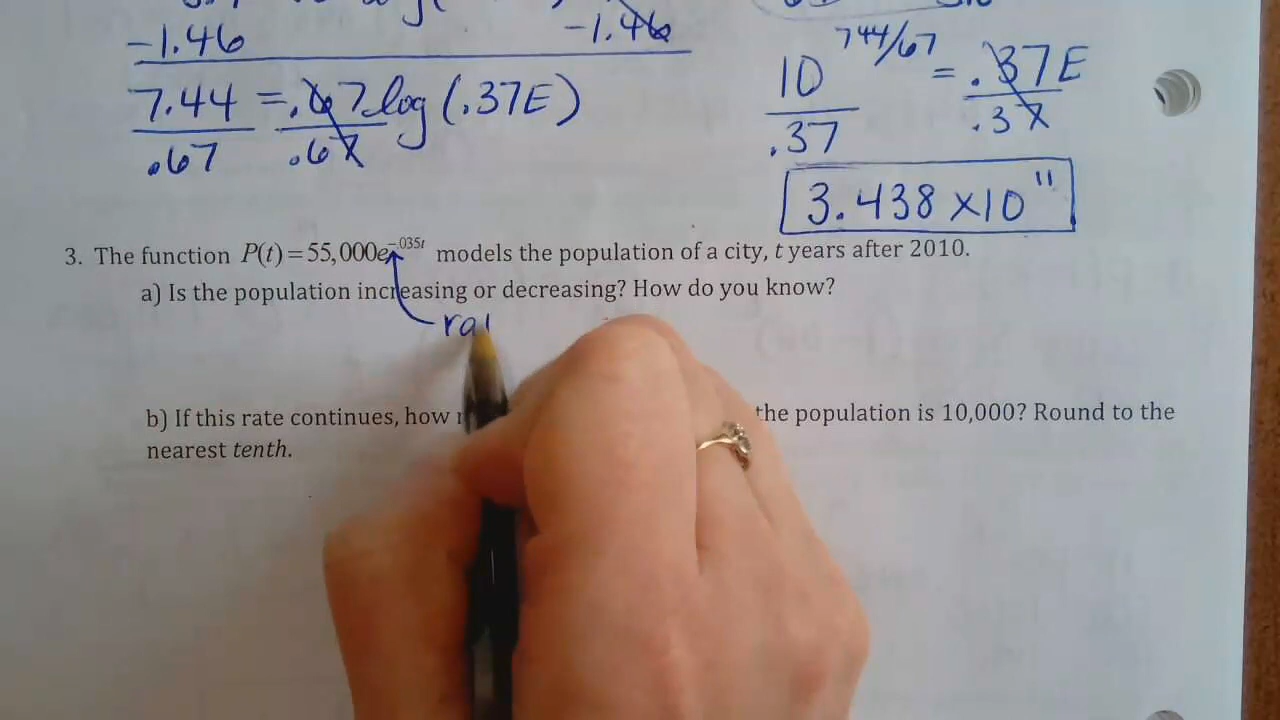 -1.46 -1.46
7.44 = .67 log(.37E)
.67 .67
10^744/67 = .37E
.37 .37
3.438 x10^11
3. The function P(t)=55,000e^-.035t models the population of a city, t years after 2010.
a) Is the population increasing or decreasing? How do you know?
ra
b) If this rate continues, how the population is 10,000? Round to the
nearest tenth.